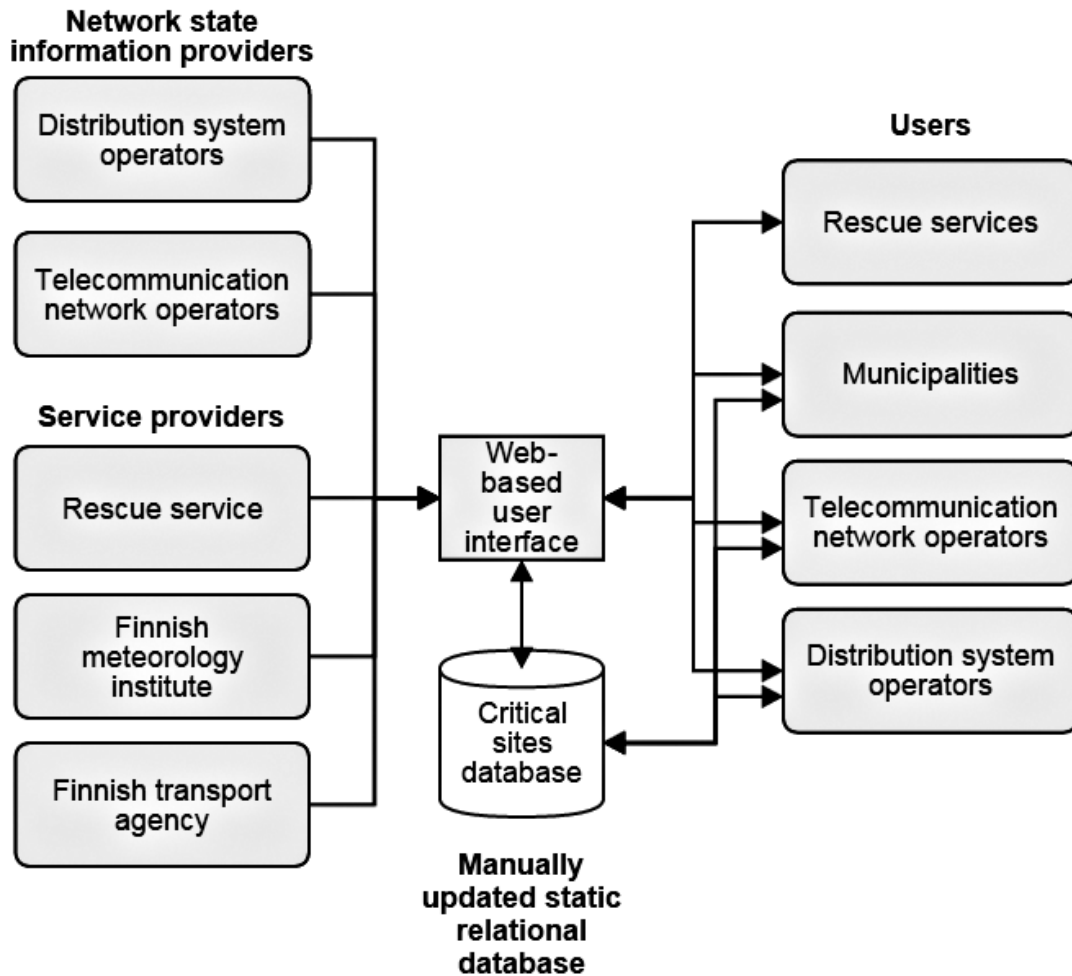 Network state
information providers
Distribution system
operators
Telecommunication
network operators
Service providers
Rescue service
Finnish
meteorology
institute
Finnish transport
agency
Web-
based
user
interface
Critical
sites
database
Manually
updated static
relational
database
Users
Rescue services
Municipalities
Telecommunication
network operators
Distribution system
operators